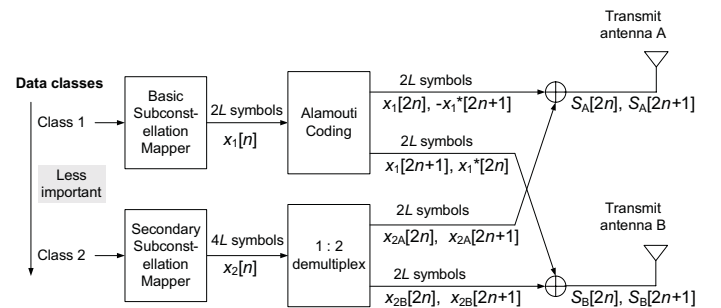 Transmit
antenna A
Data classes
Basic
Subconst-
ellation
Mapper
Alamouti
Coding
2L symbols
x1[2n], -x1*[2n+1]
SA[2n], SA[2n+1]
Class 1
2L symbols
x1[n]
2L symbols
x1[2n+1], x1*[2n]
Less
important
Transmit
antenna B
Class 2
Secondary
Subconst-
ellation
Mapper
4L symbols
x2[n]
1 : 2
demultiplex
2L symbols
x2A[2n], x2A[2n+1]
2L symbols
x2B[2n], x2B[2n+1]
SB[2n], SB[2n+1]